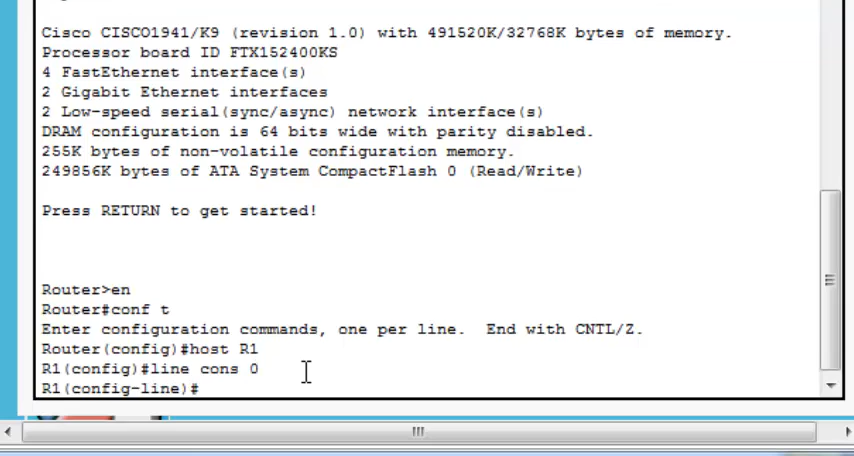 Cisco CISCO1941/K9 (revision 1.0) with 491520K/32768K bytes of memory.
Processor board ID FTX152400KS
4 FastEthernet interface(s)
2 Gigabit Ethernet interfaces
2 Low-speed serial(sync/async) network interface(s)
DRAM configuration is 64 bits wide with parity disabled.
255K bytes of non-volatile configuration memory.
249856K bytes of ATA System CompactFlash 0 (Read/Write)
Press RETURN to get started!
Router>en
Router#conf t
Enter configuration commands, one per line.  End with CNTL/Z.
Router(config)#host R1
R1(config)#line cons 0
R1(config-line)#